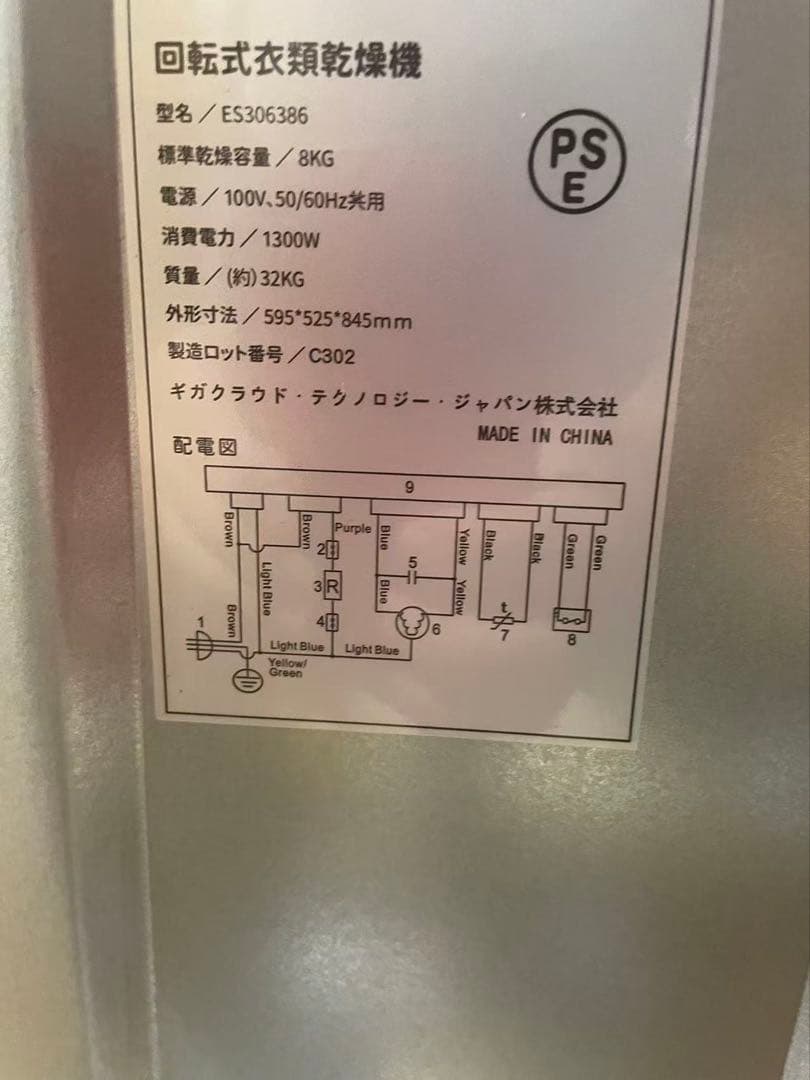 回転式衣類乾燥機
型名／ES306386
標準乾燥容量／8KG
電源／100V、50/60Hz共用
消費電力／1300W
質量／(約)32KG
外形寸法／595*525*845mm
製造ロット番号／C302
ギガクラウド・テクノロジー・ジャパン株式会社
MADE IN CHINA
PS
E
配電図
9
Brown
Brown
Purple
Blue
Yellow
Black
Black
Green
Green
2
Light Blue
3 R
5
Blue
Yellow
1
Brown
4
6
t
7
8
Light Blue
Light Blue
Yellow/
Green